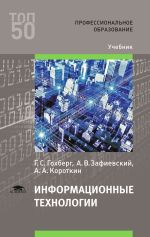 ТОП
50
ПРОФЕССИОНАЛЬНОЕ
ОБРАЗОВАНИЕ
Учебник
Г. С. Гохберг, А. В. Зафиевский,
А. А. Короткин
ИНФОРМАЦИОННЫЕ
ТЕХНОЛОГИИ